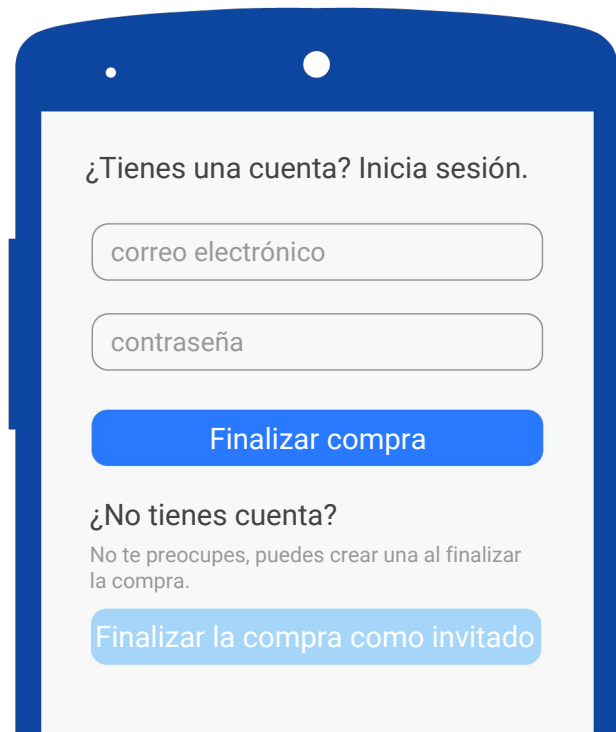 ¿Tienes una cuenta? Inicia sesión.
correo electrónico
contraseña
Finalizar compra
¿No tienes cuenta?
No te preocupes, puedes crear una al finalizar
la compra.
Finalizar la compra como invitado